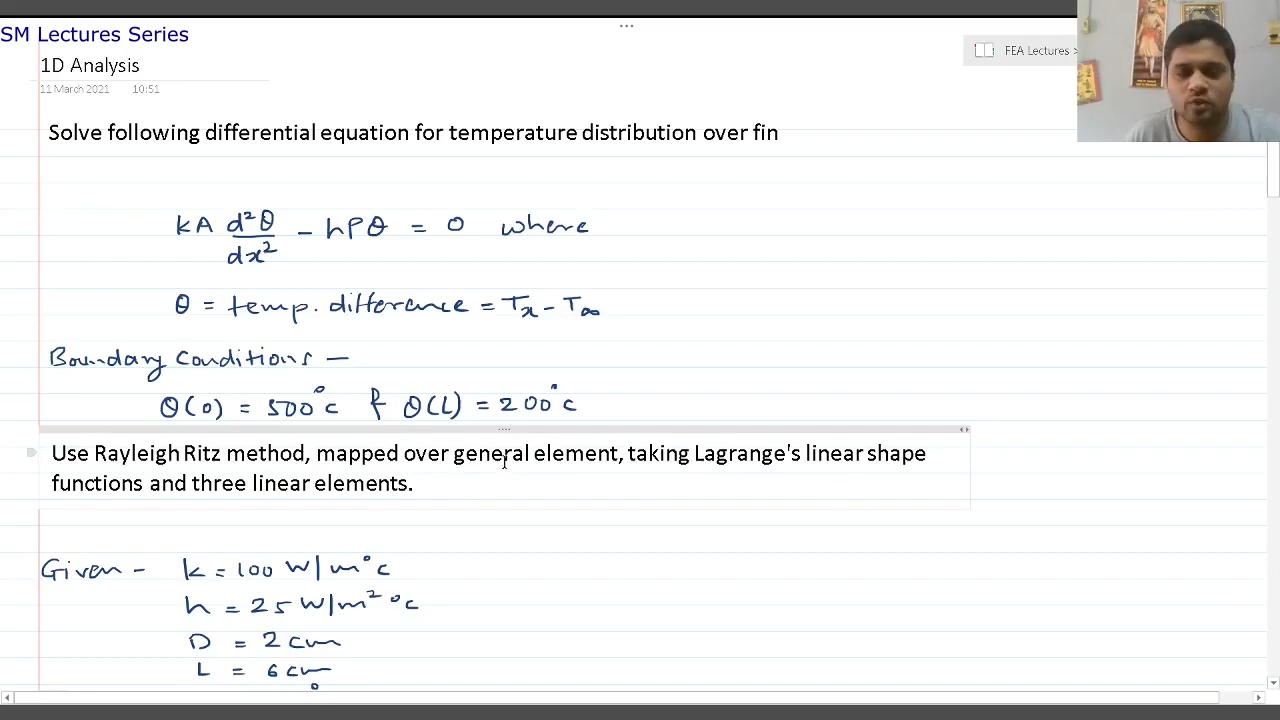 SM Lectures Series
FEA Lectures >
1D Analysis
11 March 2021 10:51
Solve following differential equation for temperature distribution over fin
kA d²θ/dx² - hPθ = 0 where
θ = temp. difference = Tx - T∞
Boundary Conditions -
θ(0) = 500°c & θ(L) = 200°c
Use Rayleigh Ritz method, mapped over general element, taking Lagrange's linear shape
functions and three linear elements.
Given - k = 100 W/m°c
h = 25 W/m² °c
D = 2 cm
L = 6 cm